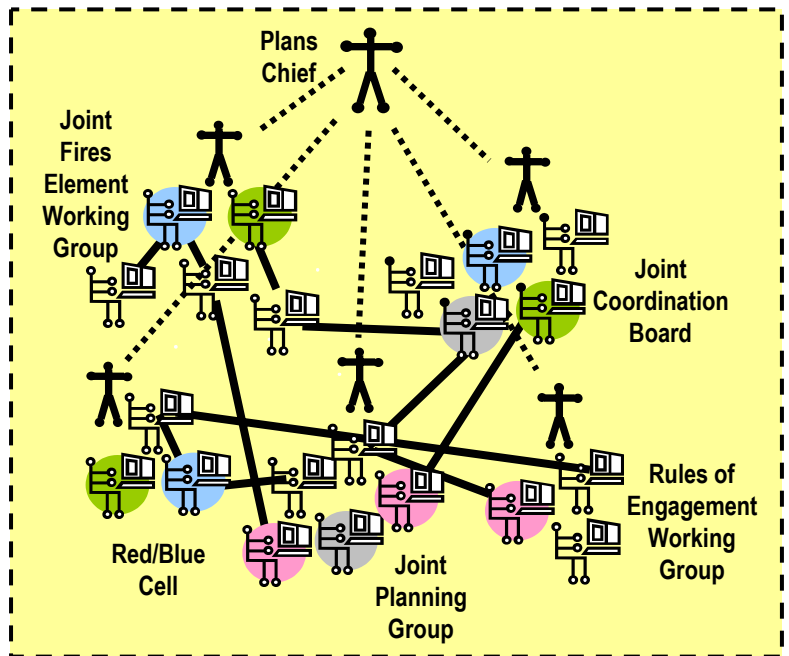 Plans
Chief
Joint
Fires
Element
Working
Group
Joint
Coordination
Board
Rules of
Engagement
Working
Group
Red/Blue
Cell
Joint
Planning
Group